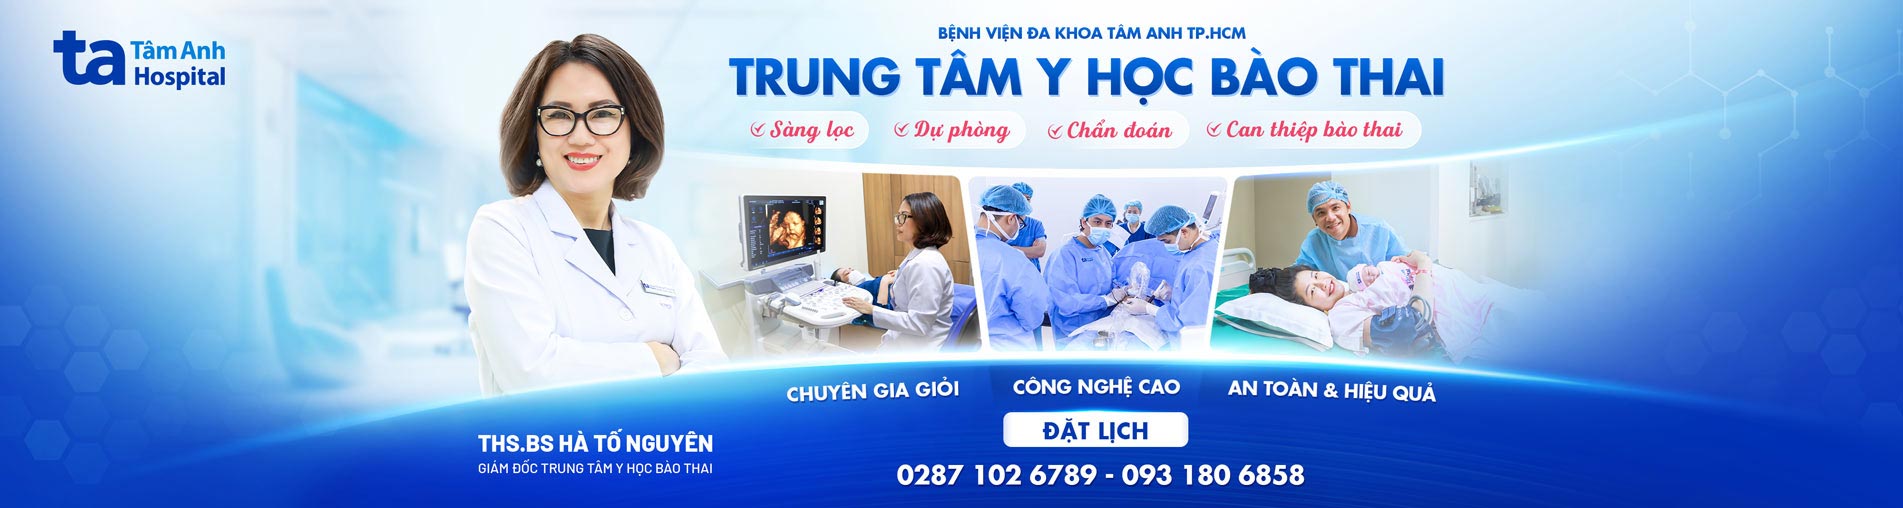 ta Tâm Anh
Hospital
BỆNH VIỆN ĐA KHOA TÂM ANH TP.HCM
TRUNG TÂM Y HỌC BÀO THAI
Sàng lọc
Dự phòng
Chẩn đoán
Can thiệp bào thai
CHUYÊN GIA GIỎI
CÔNG NGHỆ CAO
AN TOÀN & HIỆU QUẢ
THS.BS HÀ TỐ NGUYÊN
GIÁM ĐỐC TRUNG TÂM Y HỌC BÀO THAI
ĐẶT LỊCH
0287 102 6789 - 093 180 6858